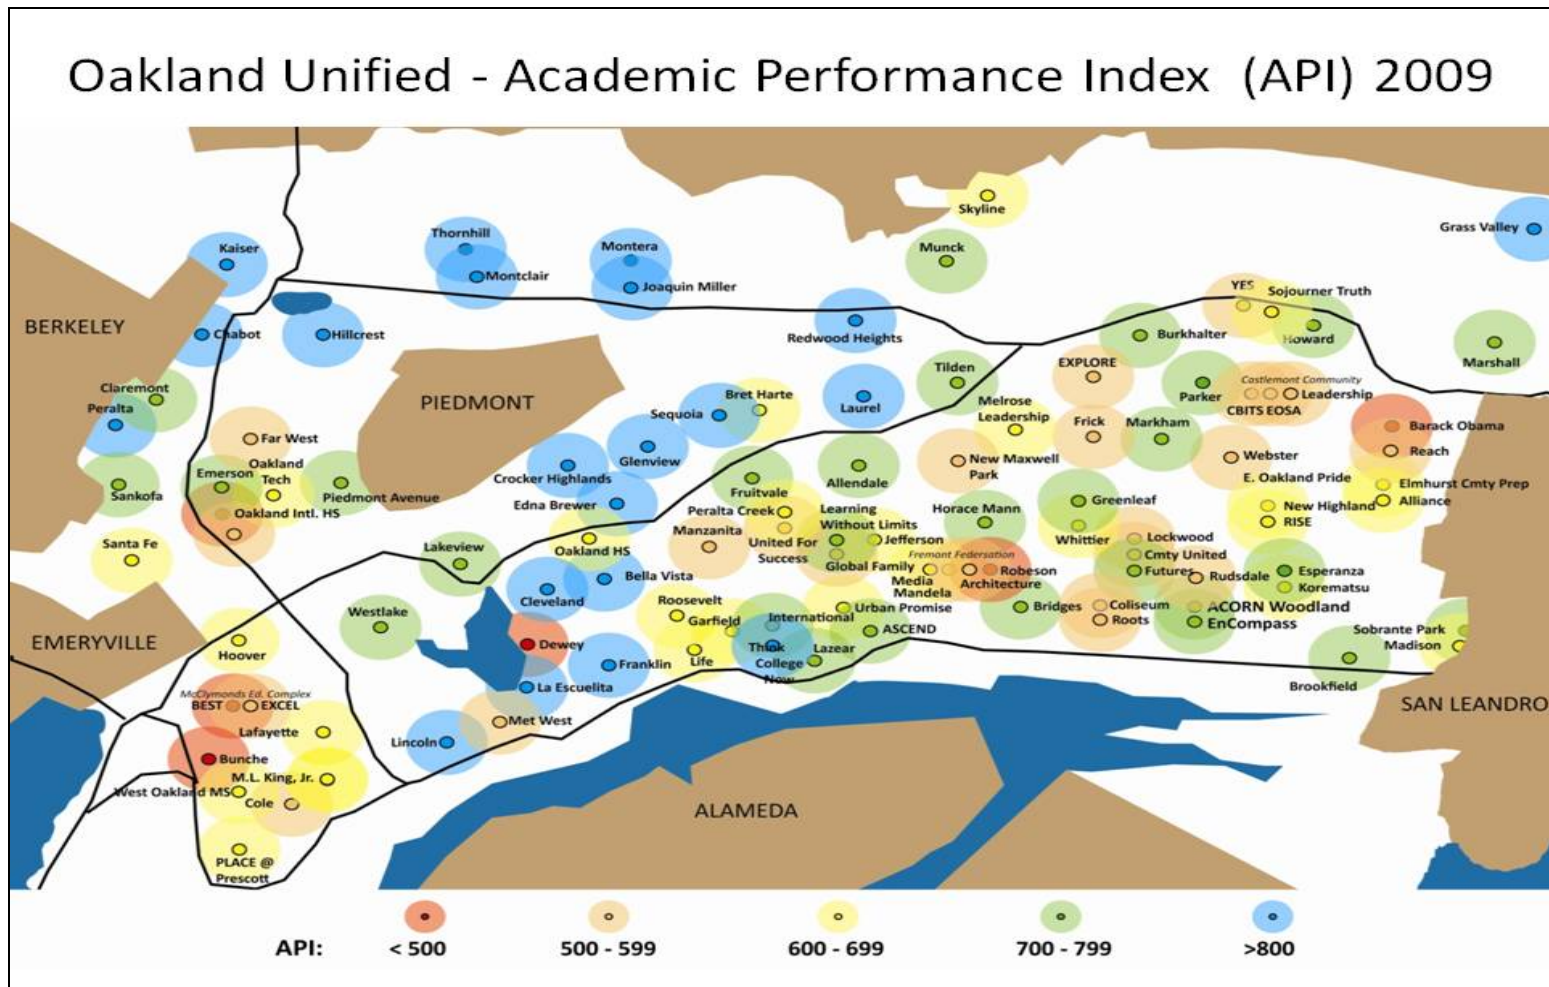 Oakland Unified - Academic Performance Index (API) 2009
Skyline
Grass Valley
Kaiser
Thornhill
Montclair
Montera
Joaquin Miller
Munck
YES
Sojourner Truth
Howard
BERKELEY
Chabot
Hillcrest
Redwood Heights
Burkhalter
Marshall
Claremont
Peralta
PIEDMONT
Tilden
EXPLORE
Parker
Castlemont Community
Leadership
CBITS EOSA
Sequoia
Bret Harte
Laurel
Melrose
Leadership
Frick
Markham
Barack Obama
Far West
Glenview
Reach
Oakland
Tech
Emerson
Sankofa
Piedmont Avenue
Crocker Highlands
Edna Brewer
Fruitvale
Allendale
New Maxwell
Park
Webster
E. Oakland Pride
Elmhurst Cmty Prep
Alliance
Oakland Intl. HS
Peralta Creek
Learning
Without Limits
Jefferson
Horace Mann
Greenleaf
New Highland
RISE
Santa Fe
Lakeview
Oakland HS
Manzanita
United For
Success
Whittier
Lockwood
Cmty United
Futures
Fremont Federsation
Global Family
Media
Mandela
Robeson
Architecture
Rudsdale
Esperanza
Korematsu
Cleveland
Bella Vista
Westlake
Roosevelt
Garfield
International
Urban Promise
ASCEND
Bridges
Coliseum
Roots
ACORN Woodland
EnCompass
Sobrante Park
Madison
EMERYVILLE
Hoover
Dewey
Franklin
Life
Think
College
Now
Lazear
Brookfield
La Escuelita
McClymonds Ed. Complex
BEST
EXCEL
Lafayette
Met West
Lincoln
SAN LEANDRO
Bunche
M.L. King, Jr.
West Oakland MS
Cole
ALAMEDA
PLACE @
Prescott
API: < 500 500 - 599 600 - 699 700 - 799 >800